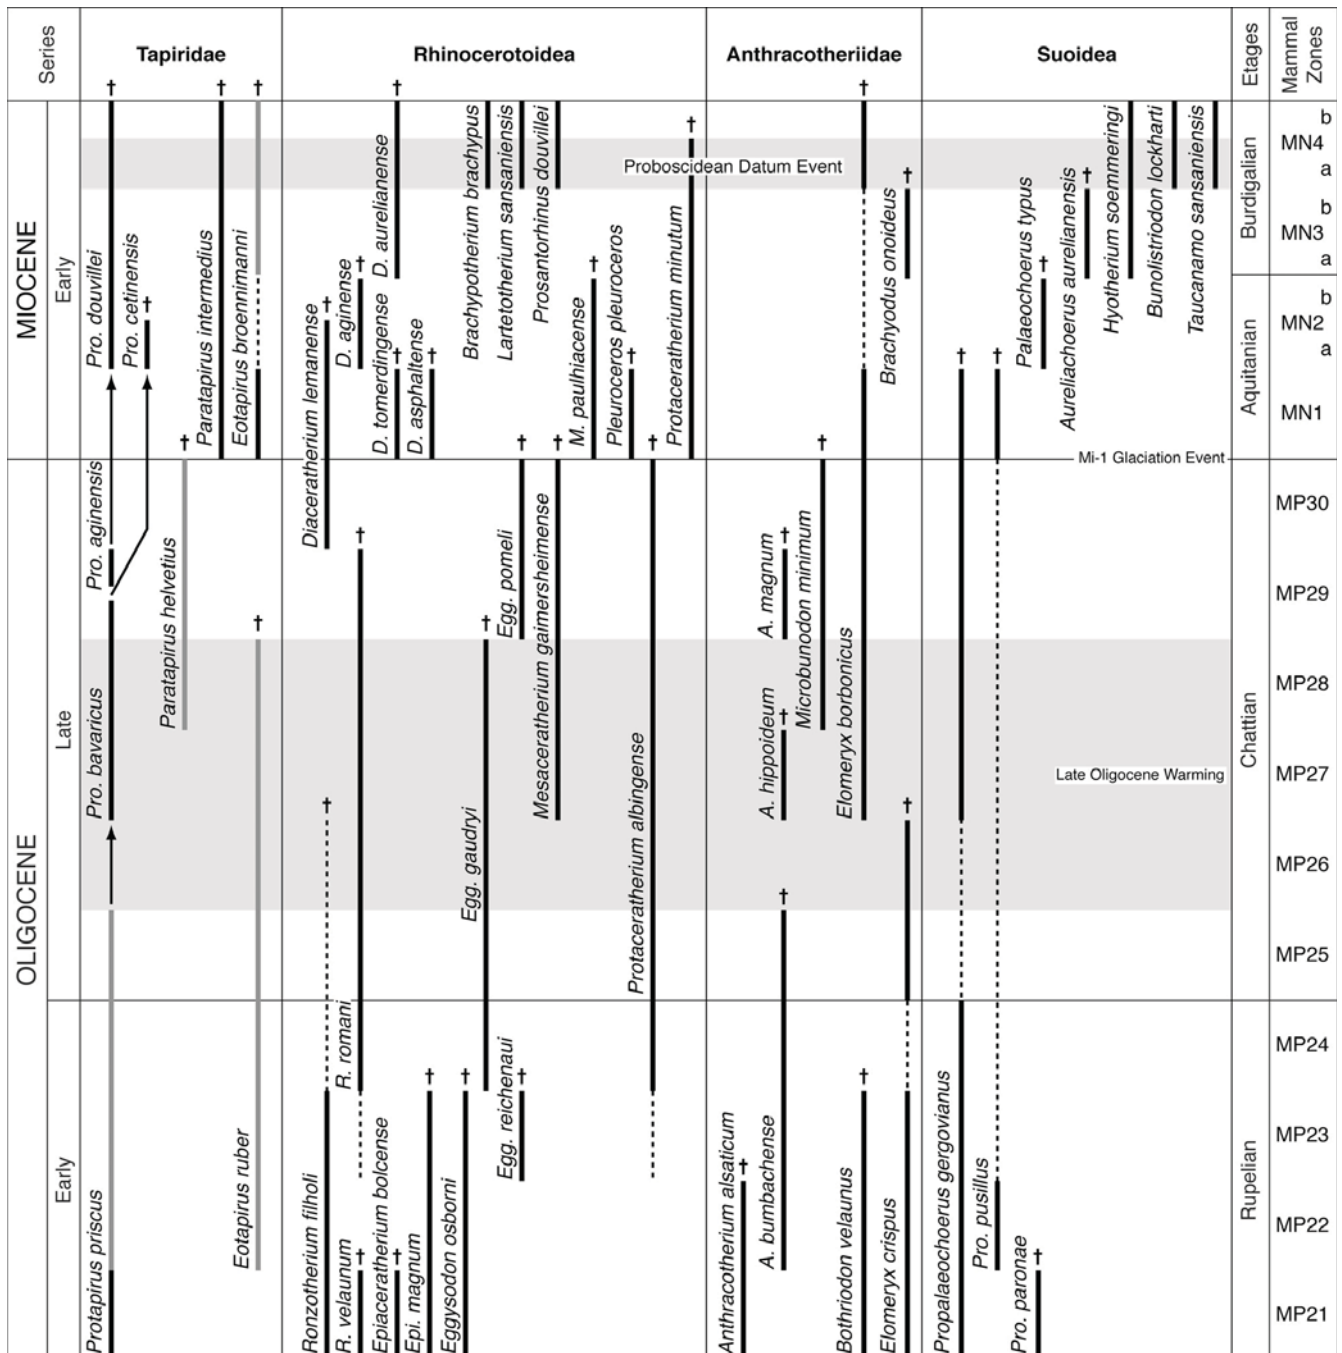 Series
Tapiridae
Rhinocerotoidea
Anthracotheriidae
Suoidea
Etages
Mammal
Zones
MIOCENE
Early
OLIGOCENE
Late
Early
Pro. douvillei
Pro. cetinensis
Paratapirus intermedius
Eotapirus broennimanni
Pro. aginensis
Paratapirus helvetius
Pro. bavaricus
Eotapirus ruber
Protapirus priscus
Diaceratherium lemanense
D. aginense
D. aurelianense
D. tomerdingense
D. asphaltense
Brachypotherium brachypus
Lartetotherium sansaniensis
Prosantorhinus douvillei
M. paulhiacense
Pleuroceros pleuroceros
Protaceratherium minutum
Egg. pomeli
Mesaceratherium gaimersheimense
Egg. gaudryi
Protaceratherium albingense
R. romani
Egg. reichenaui
Ronzotherium filholi
R. velaunum
Epiaceratherium bolcense
Epi. magnum
Eggysodon osborni
Proboscidean Datum Event
Brachyodus onoideus
A. magnum
Microbunodon minimum
A. hippoideum
Elomeryx borbonicus
Anthracotherium alsaticum
A. bumbachense
Bothriodon velaunus
Elomeryx crispus
Palaeochoerus typus
Aureliachoerus aurelianensis
Hyotherium soemmeringi
Bunolistriodon lockharti
Taucanamo sansaniensis
Mi-1 Glaciation Event
Late Oligocene Warming
Propalaeochoerus gergovianus
Pro. pusillus
Pro. paronae
Burdigalian
Aquitanian
Chattian
Rupelian
b
MN4
a
b
MN3
a
b
MN2
a
MN1
MP30
MP29
MP28
MP27
MP26
MP25
MP24
MP23
MP22
MP21